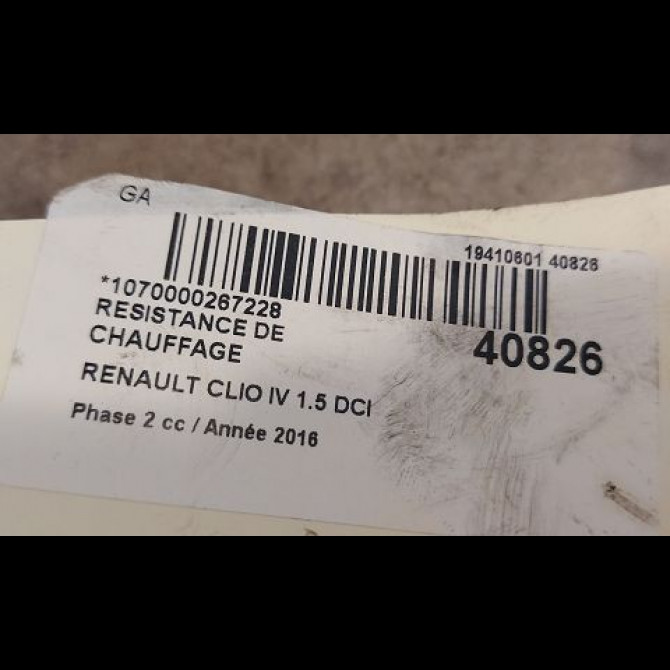 GA
19410601 40826
*1070000267228
40826
RESISTANCE DE
CHAUFFAGE
RENAULT CLIO IV 1.5 DCI
Phase 2 cc / Année 2016